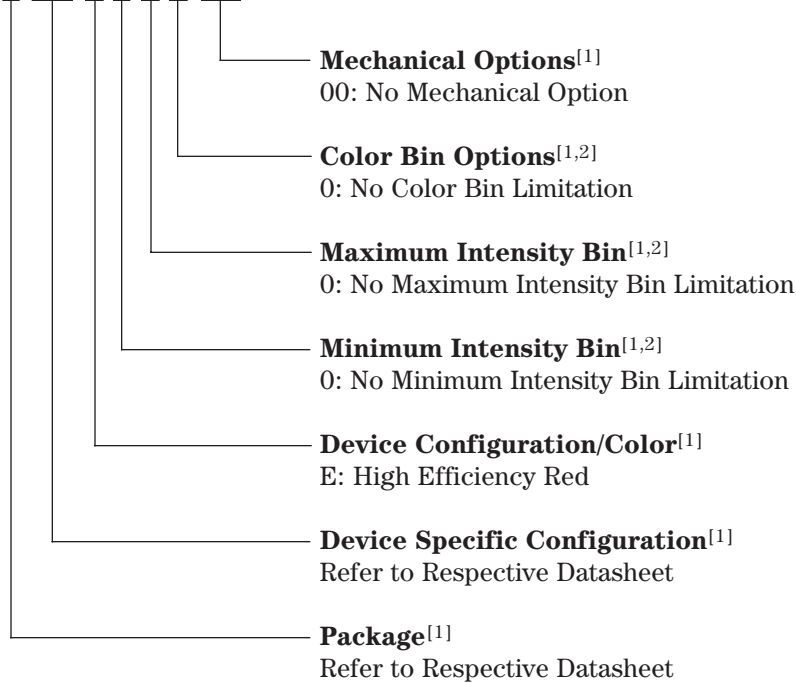 Mechanical Options[1]
00: No Mechanical Option
Color Bin Options[1,2]
0: No Color Bin Limitation
Maximum Intensity Bin[1,2]
0: No Maximum Intensity Bin Limitation
Minimum Intensity Bin[1,2]
0: No Minimum Intensity Bin Limitation
Device Configuration/Color[1]
E: High Efficiency Red
Device Specific Configuration[1]
Refer to Respective Datasheet
Package[1]
Refer to Respective Datasheet